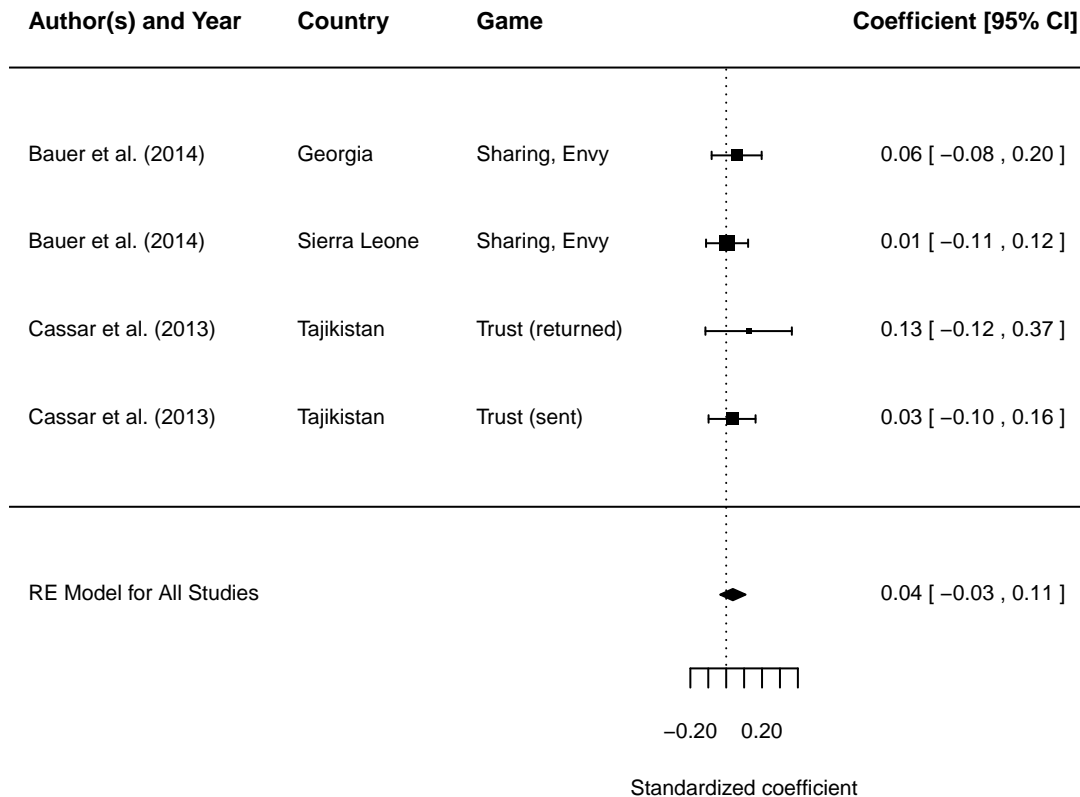 Author(s) and Year Country Game Coefficient [95% CI]
Bauer et al. (2014) Georgia Sharing, Envy 0.06 [ −0.08 , 0.20 ]
Bauer et al. (2014) Sierra Leone Sharing, Envy 0.01 [ −0.11 , 0.12 ]
Cassar et al. (2013) Tajikistan Trust (returned) 0.13 [ −0.12 , 0.37 ]
Cassar et al. (2013) Tajikistan Trust (sent) 0.03 [ −0.10 , 0.16 ]
RE Model for All Studies 0.04 [ −0.03 , 0.11 ]
−0.20 0.20
Standardized coefficient